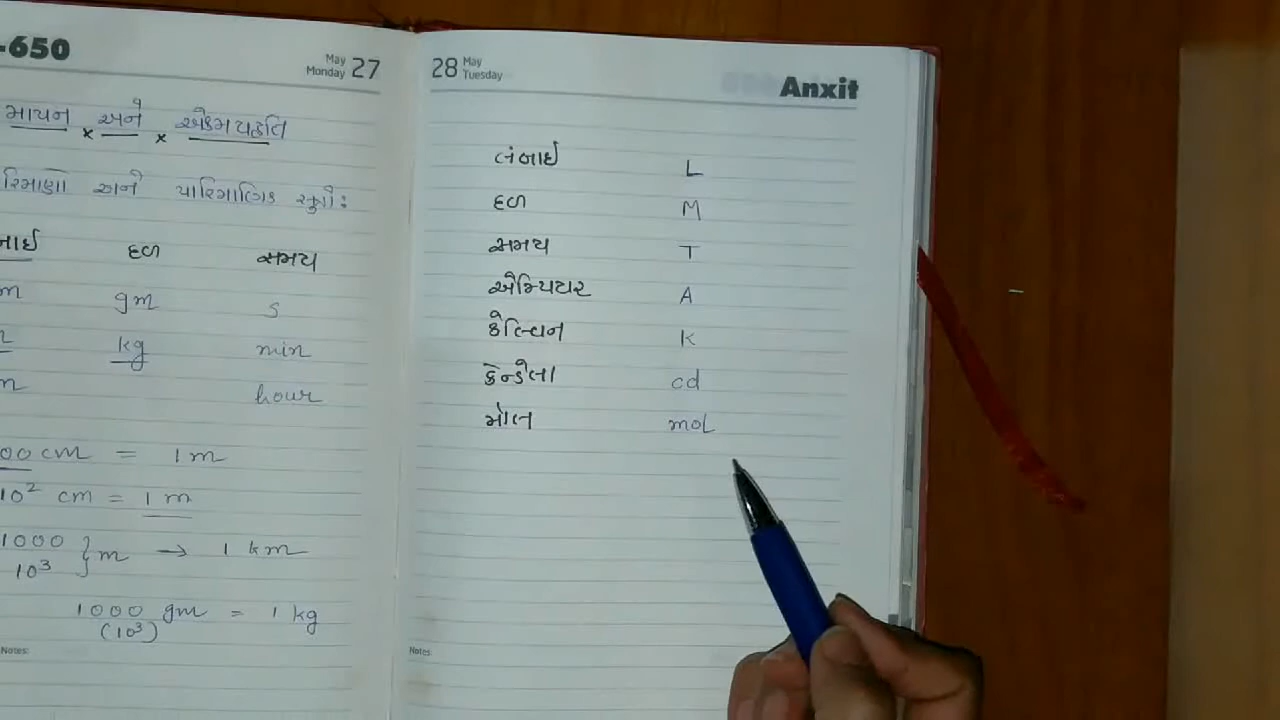 -650
May
Monday 27
માપન × અને × એકમપદ્ધતિ
અને
દળ સમય
gm s
kg min
hour
00 cm = 1 m
10² cm = 1 m
1000
10³ } m → 1 km
1000 gm = 1 kg
(10³)
Notes:
28 May
Tuesday
Anxit
લંબાઈ L
દળ M
સમય T
એમ્પિયર A
કેલ્વિન K
કેન્ડેલા cd
મોલ mol
Notes: